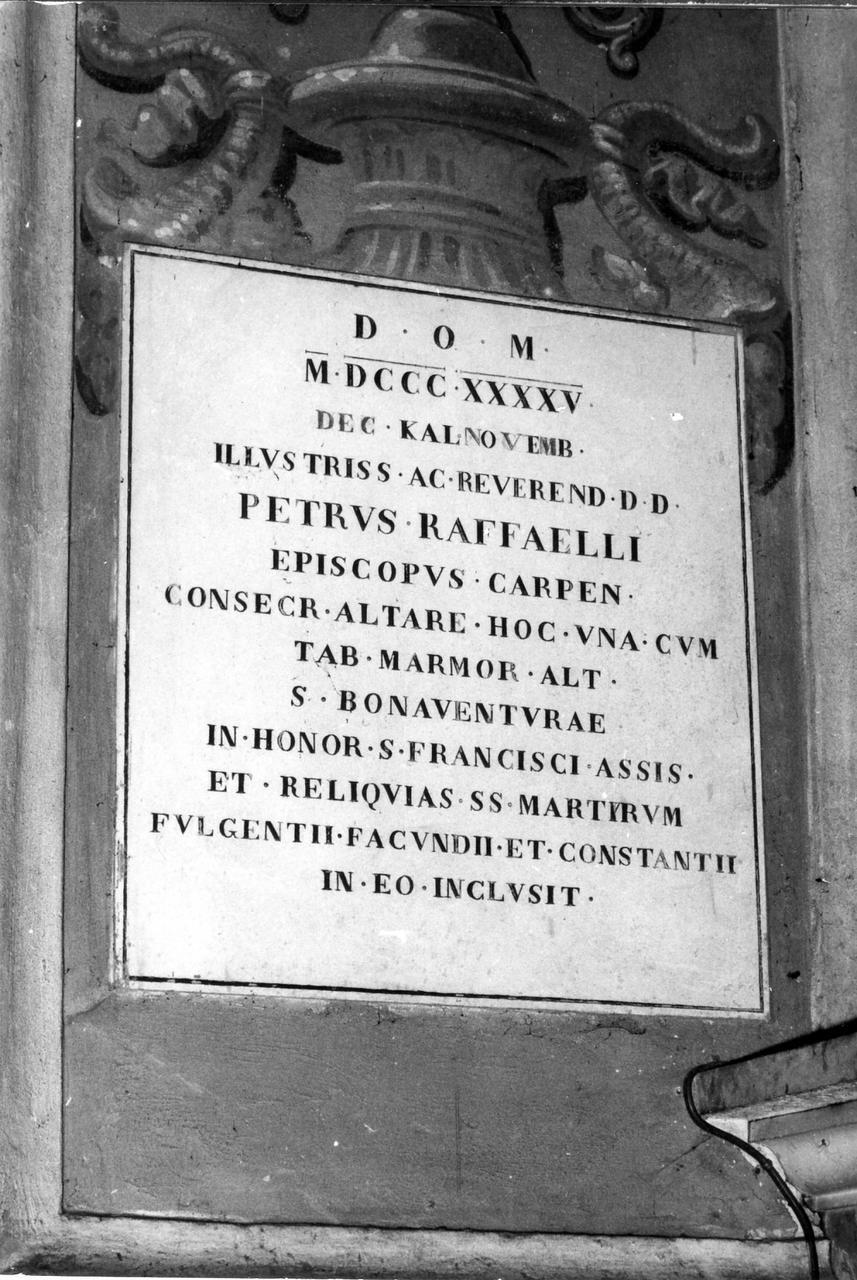 D · O · M ·
M · DCCC · XXXXV ·
DEC · KAL · NOVEMB ·
ILLVSTRISS · AC · REVEREND · D · D ·
PETRVS · RAFFAELLI
EPISCOPVS · CARPEN ·
CONSECR · ALTARE · HOC · VNA · CVM
TAB · MARMOR · ALT ·
S · BONAVENTVRAE
IN · HONOR · S · FRANCISCI · ASSIS ·
ET · RELIQVIAS · SS · MARTIRVM
FVLGENTII · FACVNDII · ET · CONSTANTII
IN · EO · INCLVSIT ·